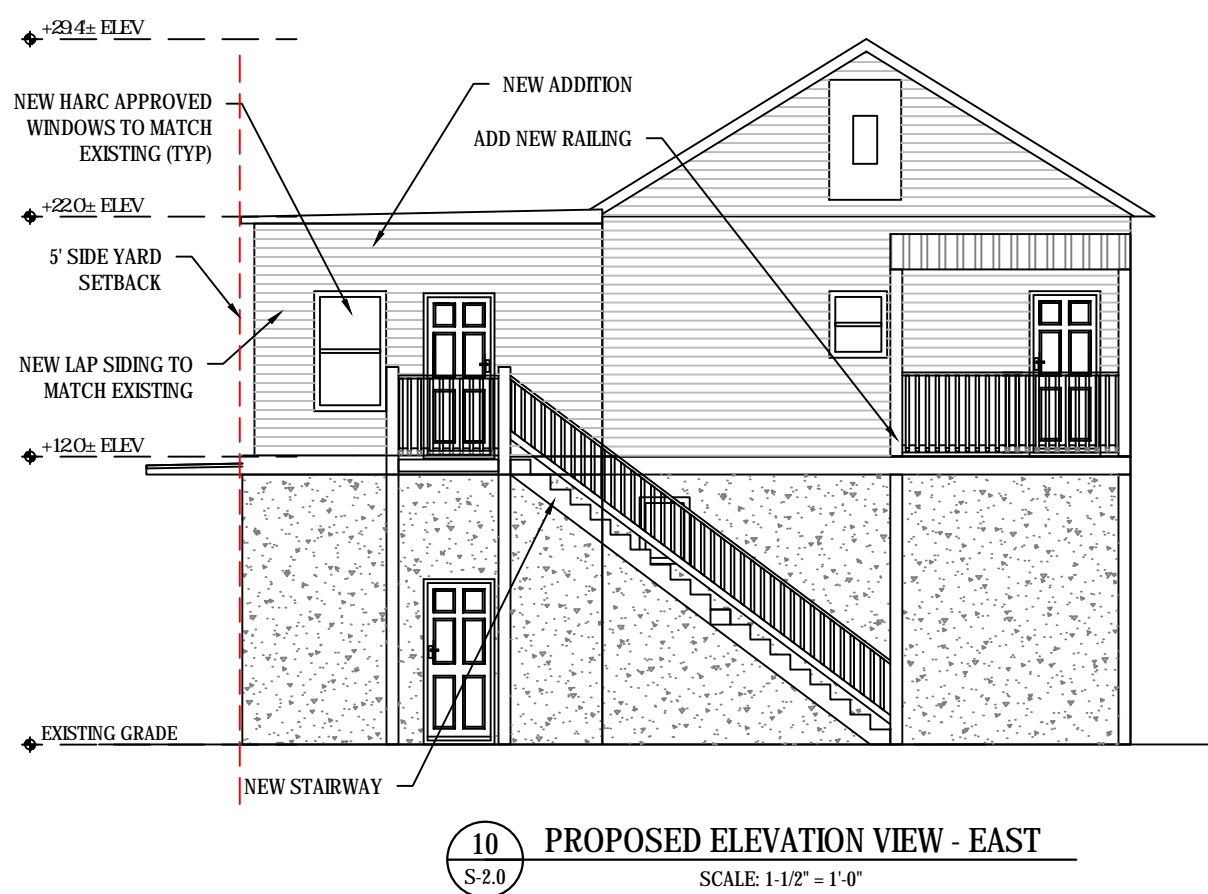 +29.4'± ELEV
NEW ADDITION
NEW HARC APPROVED
WINDOWS TO MATCH
EXISTING (TYP)
ADD NEW RAILING
+22.0'± ELEV
5' SIDE YARD
SETBACK
NEW LAP SIDING TO
MATCH EXISTING
+12.0'± ELEV
EXISTING GRADE
NEW STAIRWAY
10
S-2.0
PROPOSED ELEVATION VIEW - EAST
SCALE: 1-1/2" = 1'-0"